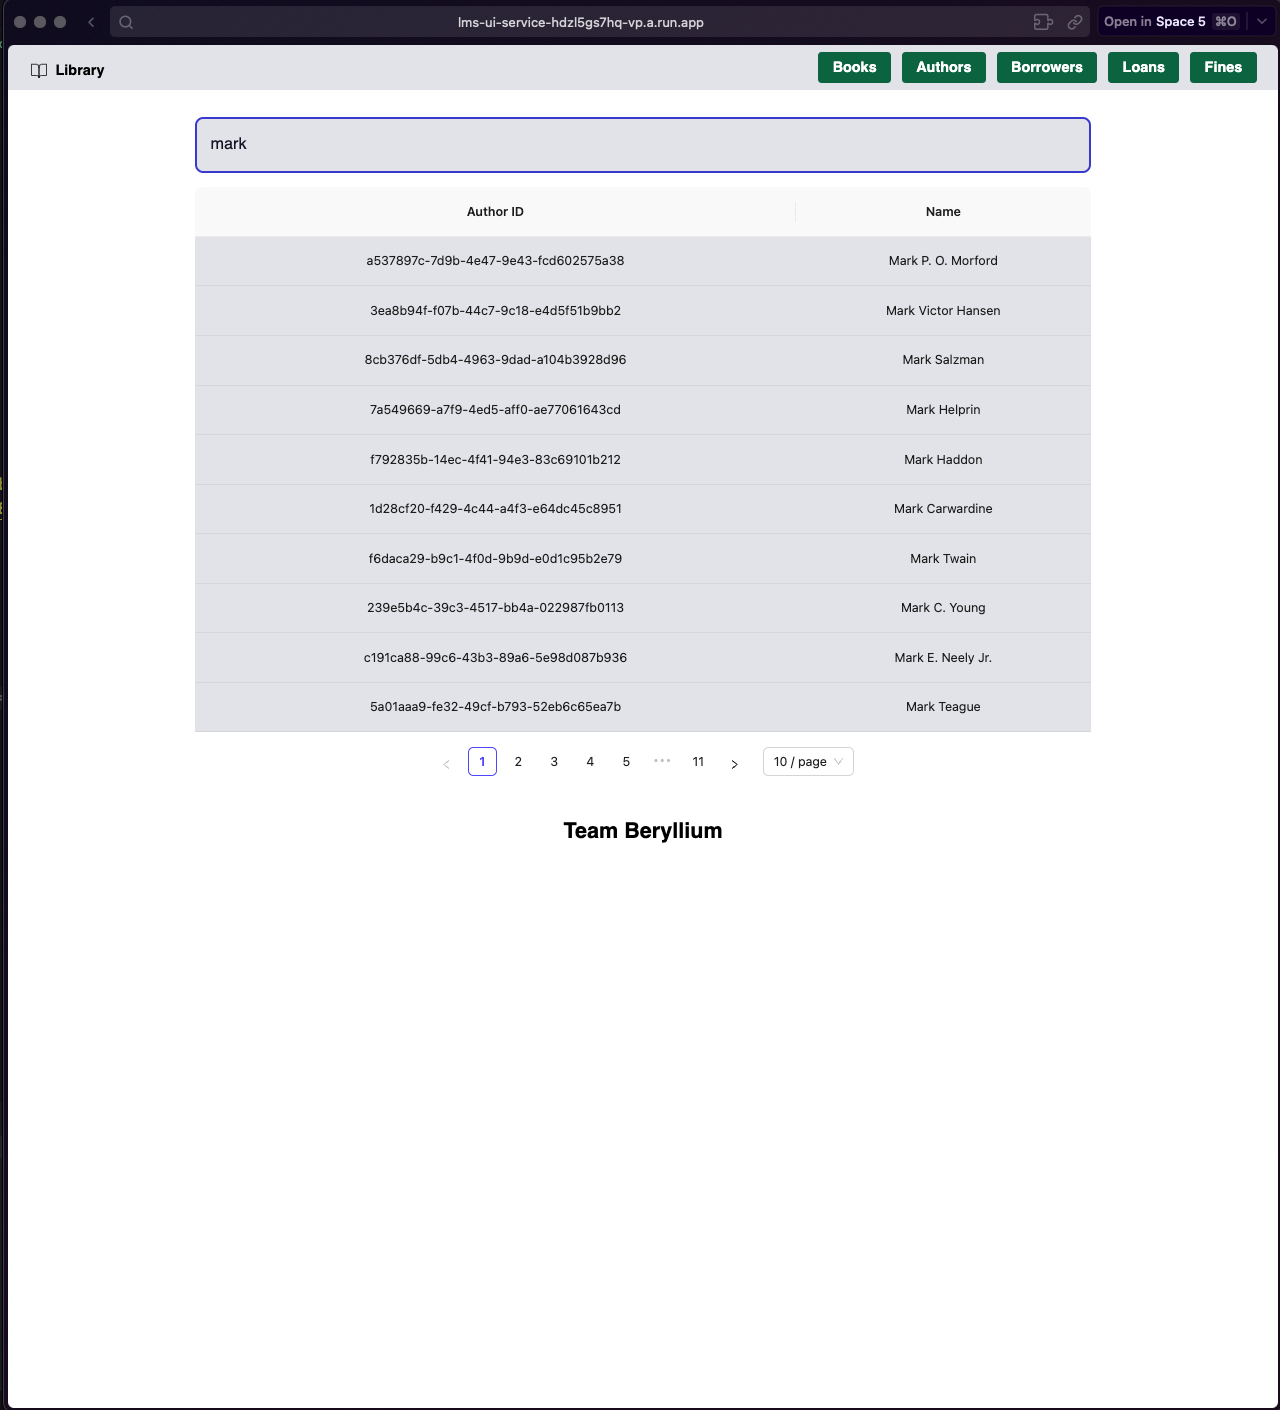 lms-ui-service-hdzl5gs7hq-vp.a.run.app
Open in Space 5 ⌘O
Library
Books Authors Borrowers Loans Fines
mark
Author ID Name
a537897c-7d9b-4e47-9e43-fcd602575a38 Mark P. O. Morford
3ea8b94f-f07b-44c7-9c18-e4d5f51b9bb2 Mark Victor Hansen
8cb376df-5db4-4963-9dad-a104b3928d96 Mark Salzman
7a549669-a7f9-4ed5-aff0-ae77061643cd Mark Helprin
f792835b-14ec-4f41-94e3-83c69101b212 Mark Haddon
1d28cf20-f429-4c44-a4f3-e64dc45c8951 Mark Carwardine
f6daca29-b9c1-4f0d-9b9d-e0d1c95b2e79 Mark Twain
239e5b4c-39c3-4517-bb4a-022987fb0113 Mark C. Young
c191ca88-99c6-43b3-89a6-5e98d087b936 Mark E. Neely Jr.
5a01aaa9-fe32-49cf-b793-52eb6c65ea7b Mark Teague
< 1 2 3 4 5 ••• 11 > 10 / page
Team Beryllium